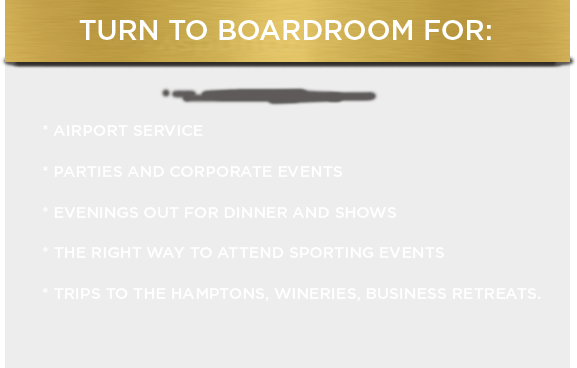 TURN TO BOARDROOM FOR:
* AIRPORT SERVICE
* PARTIES AND CORPORATE EVENTS
* EVENINGS OUT FOR DINNER AND SHOWS
* THE RIGHT WAY TO ATTEND SPORTING EVENTS
* TRIPS TO THE HAMPTONS, WINERIES, BUSINESS RETREATS.